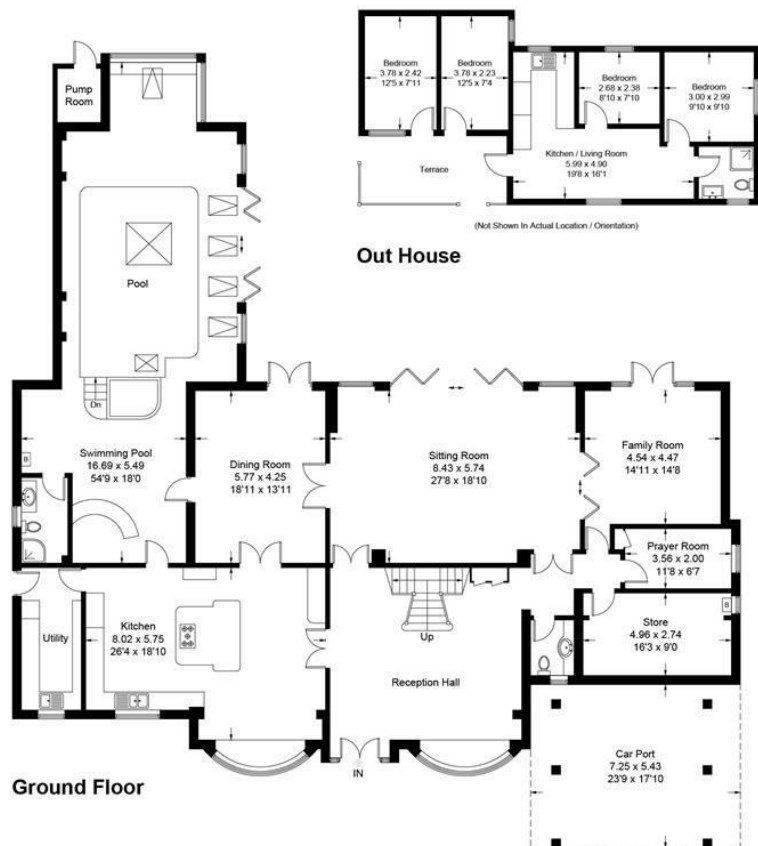 Pump
Room
Bedroom
3.78 x 2.42
12'5 x 7'11
Bedroom
3.78 x 2.23
12'5 x 7'4
Bedroom
2.68 x 2.38
8'10 x 7'10
Bedroom
3.00 x 2.99
9'10 x 9'10
Kitchen / Living Room
5.99 x 4.90
19'8 x 16'1
Terrace
(Not Shown In Actual Location / Orientation)
Out House
Pool
Dn
Swimming Pool
16.69 x 5.49
54'9 x 18'0
B
Dining Room
5.77 x 4.25
18'11 x 13'11
Sitting Room
8.43 x 5.74
27'8 x 18'10
Family Room
4.54 x 4.47
14'11 x 14'8
Prayer Room
3.56 x 2.00
11'8 x 6'7
Store
4.96 x 2.74
16'3 x 9'0
B
Utility
Kitchen
8.02 x 5.75
26'4 x 18'10
Up
Reception Hall
IN
Car Port
7.25 x 5.43
23'9 x 17'10
Ground Floor